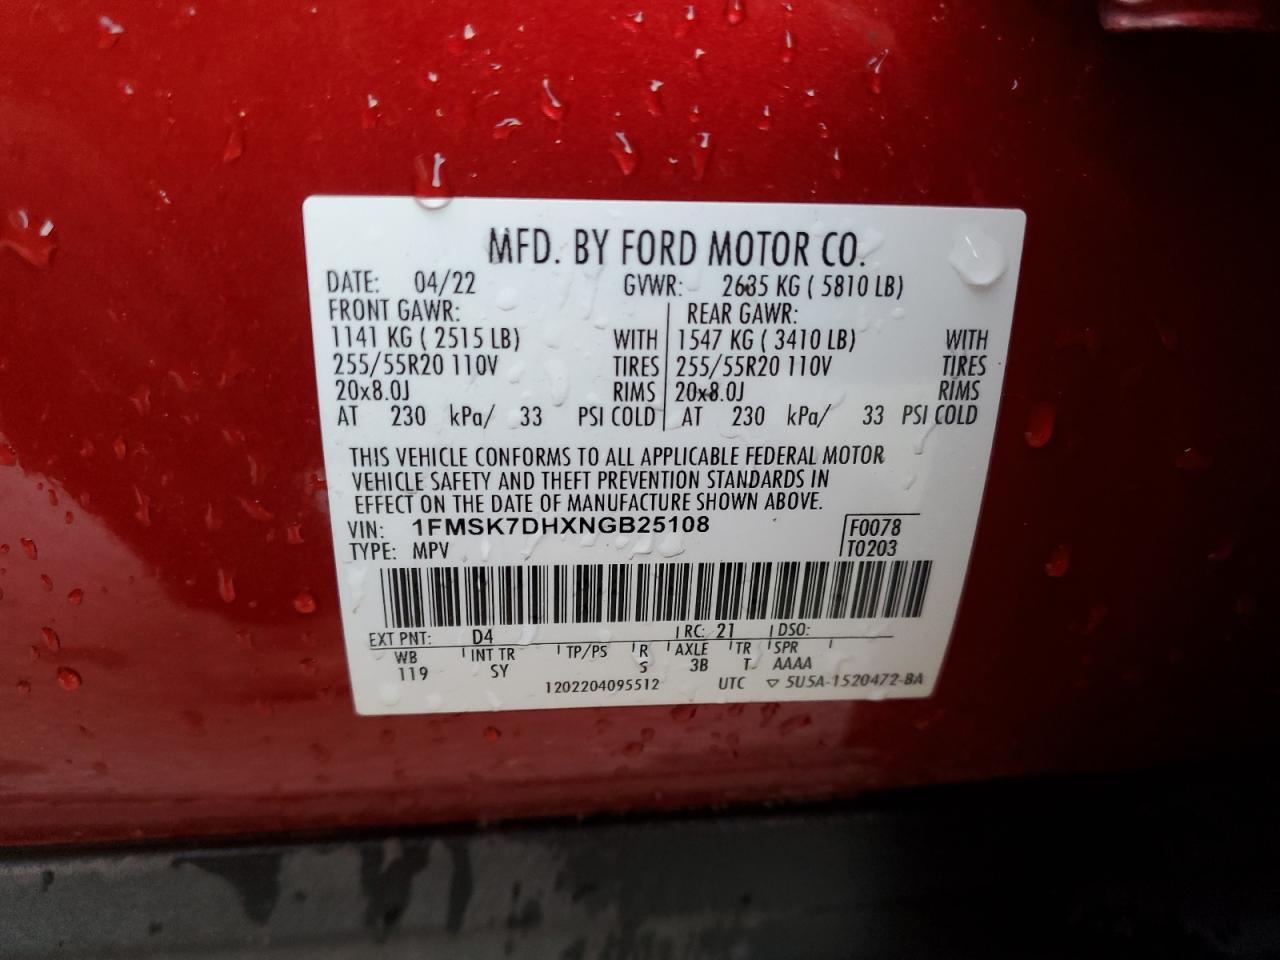 MFD. BY FORD MOTOR CO.
DATE: 04/22 GVWR: 2635 KG ( 5810 LB)
FRONT GAWR: REAR GAWR:
1141 KG ( 2515 LB) WITH 1547 KG ( 3410 LB) WITH
255/55R20 110V TIRES 255/55R20 110V TIRES
20x8.0J RIMS 20x8.0J RIMS
AT 230 kPa/ 33 PSI COLD AT 230 kPa/ 33 PSI COLD
THIS VEHICLE CONFORMS TO ALL APPLICABLE FEDERAL MOTOR
VEHICLE SAFETY AND THEFT PREVENTION STANDARDS IN
EFFECT ON THE DATE OF MANUFACTURE SHOWN ABOVE.
VIN: 1FMSK7DHXNGB25108 F0078
TYPE: MPV T0203
EXT PNT: D4 RC: 21 DSO:
WB INT TR TP/PS R AXLE TR SPR
119 SY S 3B T AAAA
1202204095512 UTC ▽ 5U5A-1520472-BA